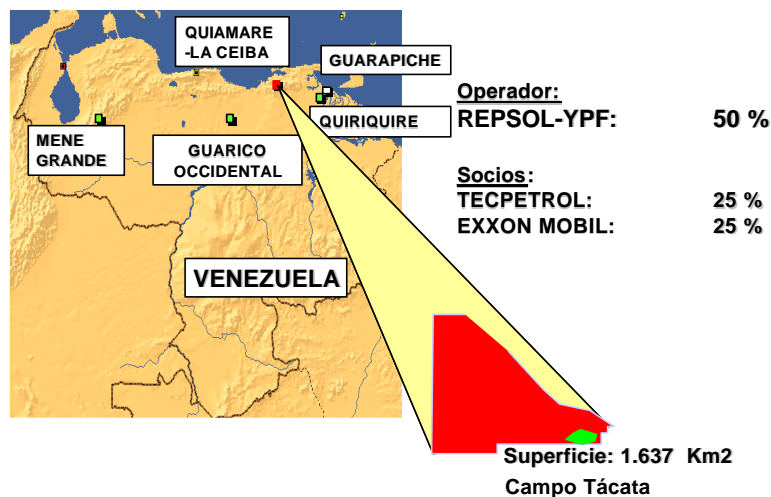 QUIAMARE
-LA CEIBA
GUARAPICHE
MENE
GRANDE
GUARICO
OCCIDENTAL
QUIRIQUIRE
VENEZUELA
Operador:
REPSOL-YPF: 50 %
Socios:
TECPETROL: 25 %
EXXON MOBIL: 25 %
Superficie: 1.637 Km2
Campo Tácata